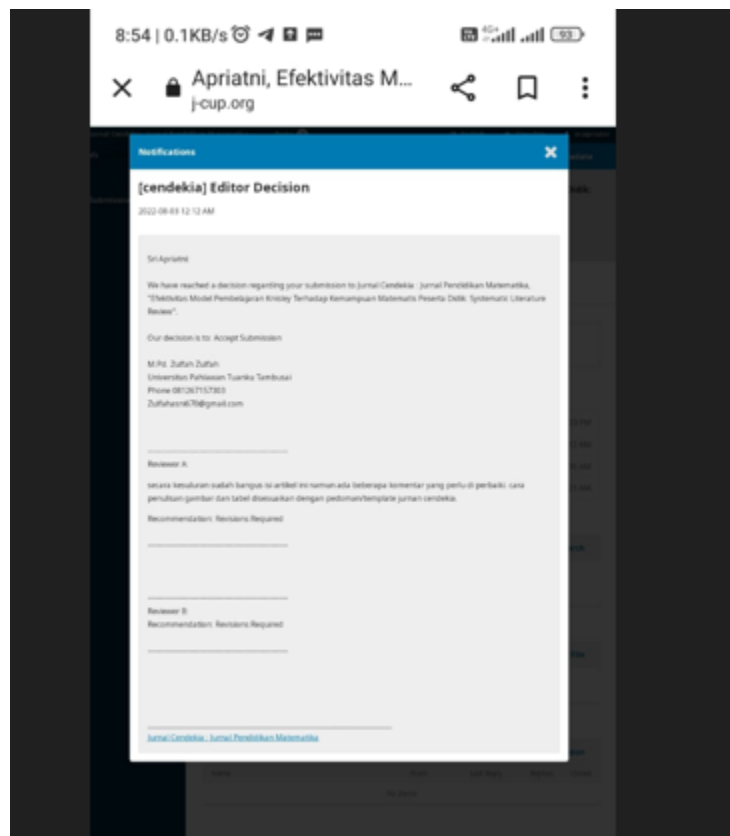 8:54 | 0.1KB/s
4G+
93
Apriatni, Efektivitas M...
j-cup.org
Notifications
[cendekia] Editor Decision
2022-08-03 12:12 AM
Sri Apriatni
We have reached a decision regarding your submission to Jurnal Cendekia : Jurnal Pendidikan Matematika,
"Efektivitas Model Pembelajaran Knisley Terhadap Kemampuan Matematis Peserta Didik: Systematic Literature
Review".
Our decision is to: Accept Submission
M.Pd. Zulfah Zulfah
Universitas Pahlawan Tuanku Tambusai
Phone 081267157303
Reviewer A:
secara kesuluran sudah bangus isi artikel ini namun ada beberapa komentar yang perlu di perbaiki. cara
penulisan gambar dan tabel disesuaikan dengan pedoman/template jurnan cendekia.
Recommendation: Revisions Required
Reviewer B:
Recommendation: Revisions Required
Jurnal Cendekia : Jurnal Pendidikan Matematika